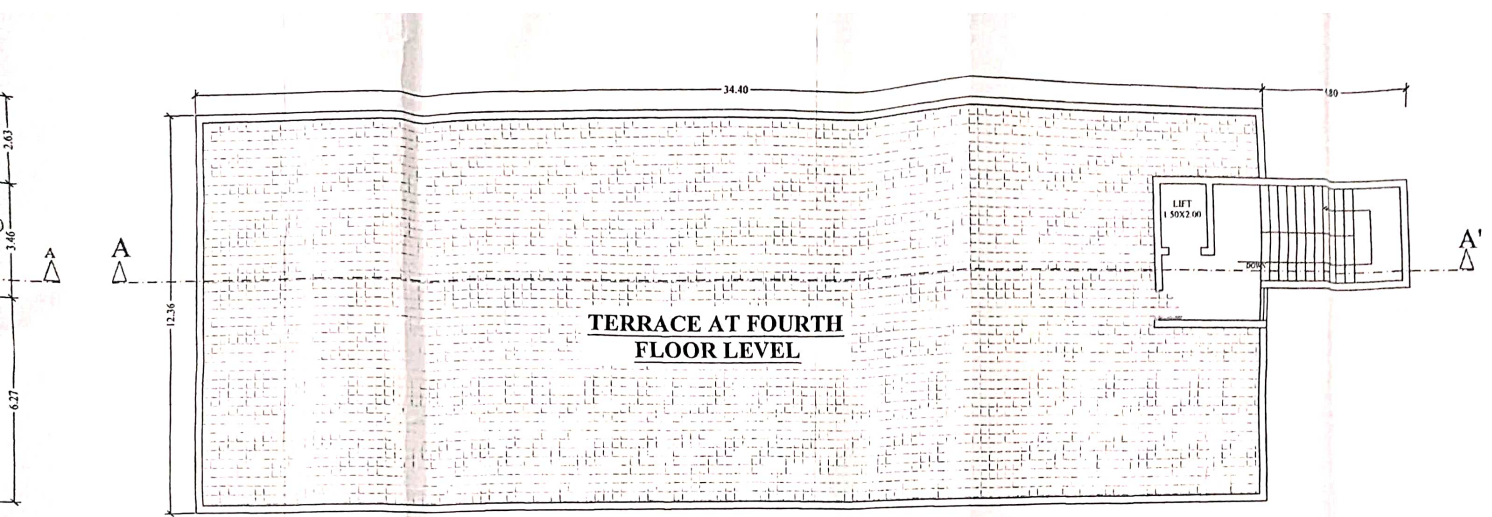 34.40
2.63
3.46
6.27
12.36
LIFT
1.50X2.00
A
A
A'
DOWN
TERRACE AT FOURTH
FLOOR LEVEL